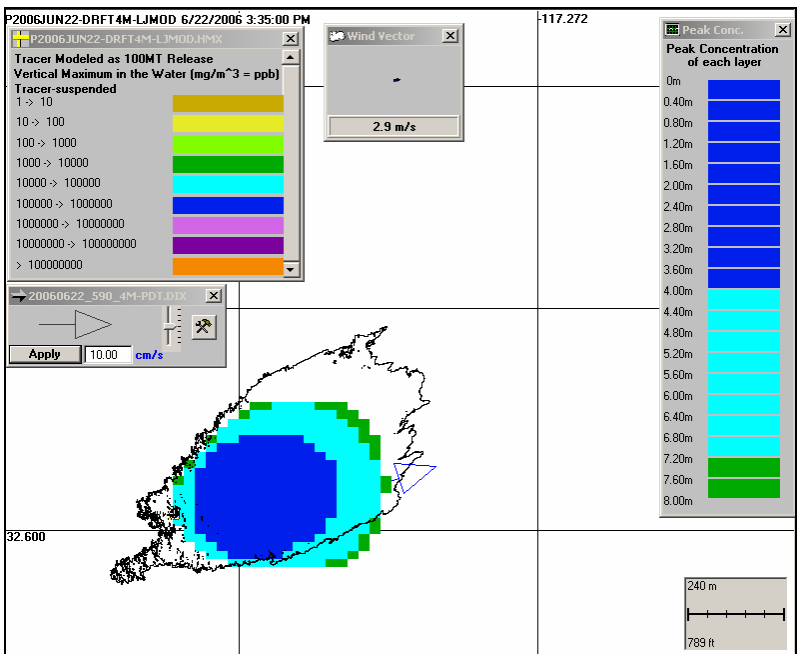 P2006JUN22-DRFT4M-LJMOD 6/22/2006 3:35:00 PM
-117.272
P2006JUN22-DRFT4M-LJMOD.HMX
Tracer Modeled as 100MT Release
Vertical Maximum in the Water (mg/m^3 = ppb)
Tracer-suspended
1 -> 10
10 -> 100
100 -> 1000
1000 -> 10000
10000 -> 100000
100000 -> 1000000
1000000 -> 10000000
10000000 -> 100000000
> 100000000
Wind Vector
2.9 m/s
Peak Conc.
Peak Concentration
of each layer
0m
0.40m
0.80m
1.20m
1.60m
2.00m
2.40m
2.80m
3.20m
3.60m
4.00m
4.40m
4.80m
5.20m
5.60m
6.00m
6.40m
6.80m
7.20m
7.60m
8.00m
20060622_590_4M-PDT.DIX
Apply 10.00 cm/s
32.600
240 m
789 ft